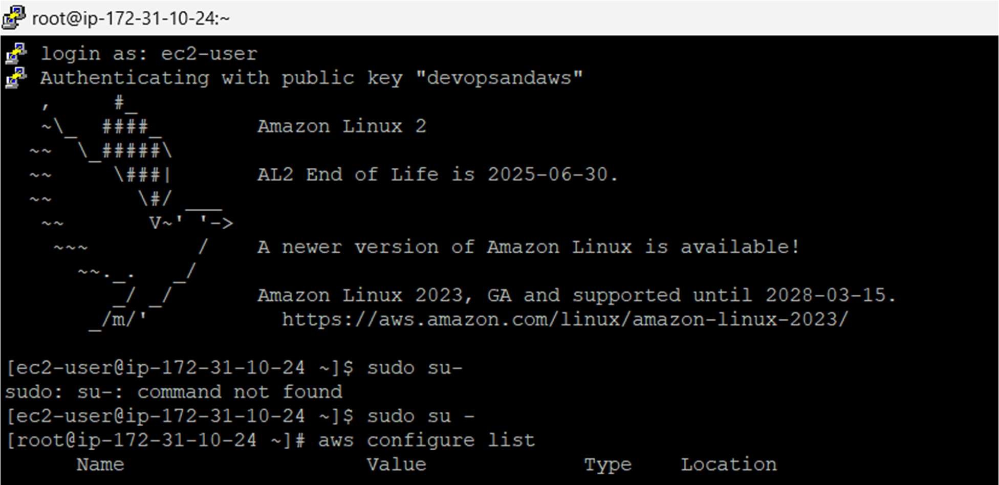 root@ip-172-31-10-24:~
login as: ec2-user
Authenticating with public key "devopsandaws"
   ,     #_
   ~\_  ####_        Amazon Linux 2
  ~~  \_#####\
  ~~     \###|       AL2 End of Life is 2025-06-30.
  ~~       \#/ ___
   ~~       V~' '->
    ~~~         /    A newer version of Amazon Linux is available!
      ~~._.   _/
         _/ _/       Amazon Linux 2023, GA and supported until 2028-03-15.
       _/m/'           https://aws.amazon.com/linux/amazon-linux-2023/
[ec2-user@ip-172-31-10-24 ~]$ sudo su-
sudo: su-: command not found
[ec2-user@ip-172-31-10-24 ~]$ sudo su -
[root@ip-172-31-10-24 ~]# aws configure list
      Name                    Value             Type    Location